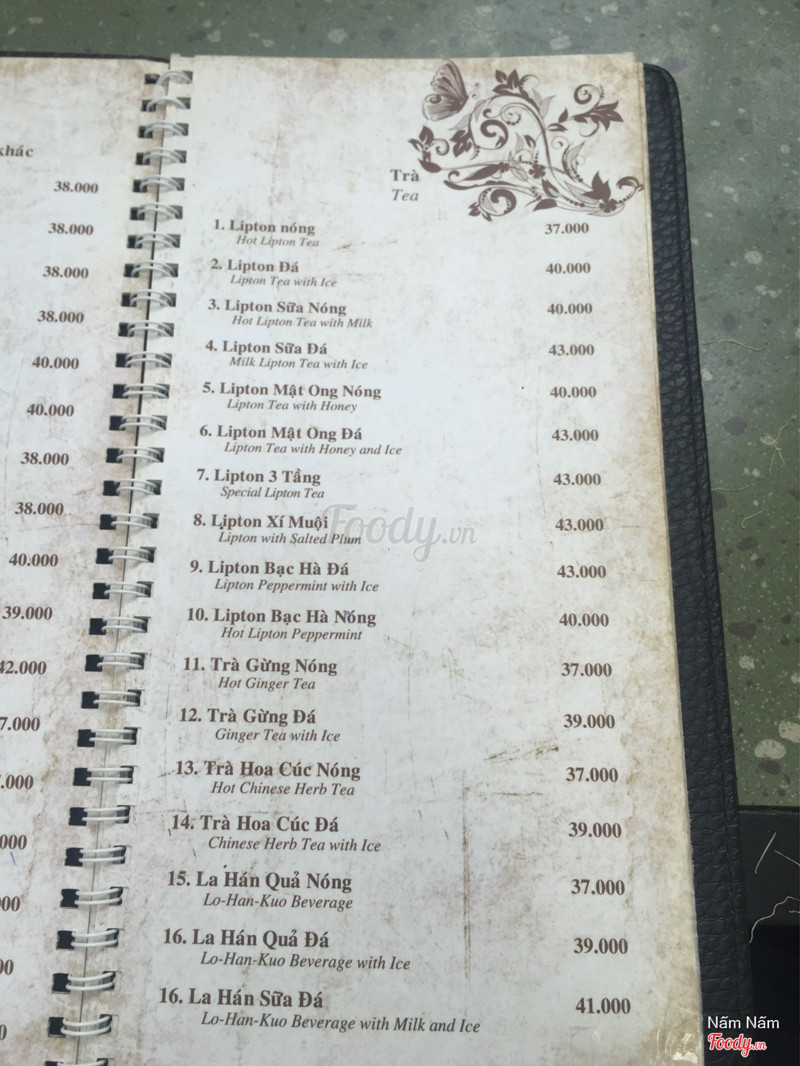 khác
38.000
38.000
38.000
38.000
40.000
40.000
38.000
38.000
40.000
39.000
42.000
7.000
.000
000
00
00
0
Trà
Tea
1. Lipton nóng 37.000
Hot Lipton Tea
2. Lipton Đá 40.000
Lipton Tea with Ice
3. Lipton Sữa Nóng 40.000
Hot Lipton Tea with Milk
4. Lipton Sữa Đá 43.000
Milk Lipton Tea with Ice
5. Lipton Mật Ong Nóng 40.000
Lipton Tea with Honey
6. Lipton Mật Ong Đá 43.000
Lipton Tea with Honey and Ice
7. Lipton 3 Tầng 43.000
Special Lipton Tea
8. Lipton Xí Muội 43.000
Lipton with Salted Plum
Foody.vn
9. Lipton Bạc Hà Đá 43.000
Lipton Peppermint with Ice
10. Lipton Bạc Hà Nóng 40.000
Hot Lipton Peppermint
11. Trà Gừng Nóng 37.000
Hot Ginger Tea
12. Trà Gừng Đá 39.000
Ginger Tea with Ice
13. Trà Hoa Cúc Nóng 37.000
Hot Chinese Herb Tea
14. Trà Hoa Cúc Đá 39.000
Chinese Herb Tea with Ice
15. La Hán Quả Nóng 37.000
Lo-Han-Kuo Beverage
16. La Hán Quả Đá 39.000
Lo-Han-Kuo Beverage with Ice
16. La Hán Sữa Đá 41.000
Lo-Han-Kuo Beverage with Milk and Ice
Nấm Nấm
Foody.vn